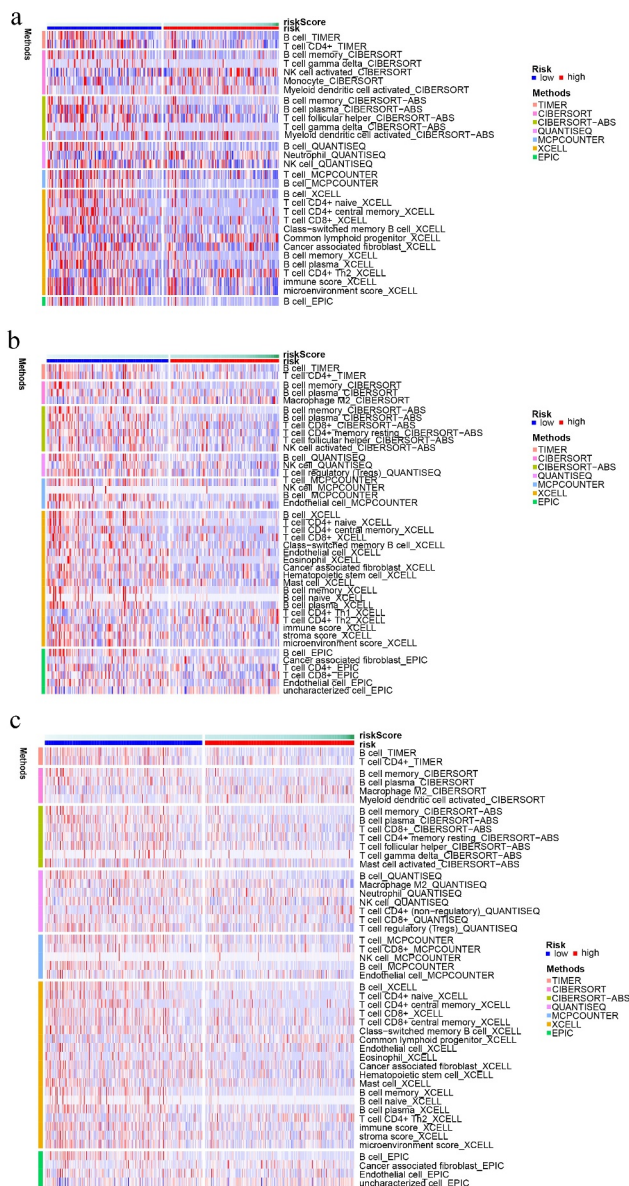 a
riskScore
risk
B cell_TIMER
T cell CD4+_TIMER
B cell memory_CIBERSORT
T cell gamma delta_CIBERSORT
NK cell activated_CIBERSORT
Monocyte_CIBERSORT
Myeloid dendritic cell activated_CIBERSORT
B cell memory_CIBERSORT-ABS
B cell plasma_CIBERSORT-ABS
T cell follicular helper_CIBERSORT-ABS
T cell gamma delta_CIBERSORT-ABS
Myeloid dendritic cell activated_CIBERSORT-ABS
B cell_QUANTISEQ
Neutrophil_QUANTISEQ
NK cell_QUANTISEQ
T cell_MCPCOUNTER
B cell_MCPCOUNTER
B cell_XCELL
T cell CD4+ naive_XCELL
T cell CD4+ central memory_XCELL
T cell CD8+_XCELL
Class-switched memory B cell_XCELL
Common lymphoid progenitor_XCELL
Cancer associated fibroblast_XCELL
B cell memory_XCELL
B cell plasma_XCELL
T cell CD4+ Th2_XCELL
immune score_XCELL
microenvironment score_XCELL
B cell_EPIC
Methods
Risk
low high
Methods
TIMER
CIBERSORT
CIBERSORT-ABS
QUANTISEQ
MCPCOUNTER
XCELL
EPIC
b
riskScore
risk
B cell_TIMER
T cell CD4+_TIMER
B cell memory_CIBERSORT
B cell plasma_CIBERSORT
Macrophage M2_CIBERSORT
B cell memory_CIBERSORT-ABS
B cell plasma_CIBERSORT-ABS
T cell CD8+_CIBERSORT-ABS
T cell CD4+ memory resting_CIBERSORT-ABS
T cell follicular helper_CIBERSORT-ABS
NK cell activated_CIBERSORT-ABS
B cell_QUANTISEQ
NK cell_QUANTISEQ
T cell regulatory (Tregs)_QUANTISEQ
T cell_MCPCOUNTER
NK cell_MCPCOUNTER
B cell_MCPCOUNTER
Endothelial cell_MCPCOUNTER
B cell_XCELL
T cell CD4+ naive_XCELL
T cell CD4+ central memory_XCELL
T cell CD8+_XCELL
Class-switched memory B cell_XCELL
Endothelial cell_XCELL
Eosinophil_XCELL
Cancer associated fibroblast_XCELL
Hematopoietic stem cell_XCELL
Mast cell_XCELL
B cell memory_XCELL
B cell naive_XCELL
B cell plasma_XCELL
T cell CD4+ Th1_XCELL
T cell CD4+ Th2_XCELL
immune score_XCELL
stroma score_XCELL
microenvironment score_XCELL
B cell_EPIC
Cancer associated fibroblast_EPIC
T cell CD4+_EPIC
T cell CD8+_EPIC
Endothelial cell_EPIC
uncharacterized cell_EPIC
Methods
Risk
low high
Methods
TIMER
CIBERSORT
CIBERSORT-ABS
QUANTISEQ
MCPCOUNTER
XCELL
EPIC
c
riskScore
risk
B cell_TIMER
T cell CD4+_TIMER
B cell memory_CIBERSORT
B cell plasma_CIBERSORT
Macrophage M2_CIBERSORT
Myeloid dendritic cell activated_CIBERSORT
B cell memory_CIBERSORT-ABS
B cell plasma_CIBERSORT-ABS
T cell CD8+_CIBERSORT-ABS
T cell CD4+ memory resting_CIBERSORT-ABS
T cell follicular helper_CIBERSORT-ABS
T cell gamma delta_CIBERSORT-ABS
Mast cell activated_CIBERSORT-ABS
B cell_QUANTISEQ
Macrophage M2_QUANTISEQ
Neutrophil_QUANTISEQ
NK cell_QUANTISEQ
T cell CD4+ (non-regulatory)_QUANTISEQ
T cell CD8+_QUANTISEQ
T cell regulatory (Tregs)_QUANTISEQ
T cell_MCPCOUNTER
T cell CD8+_MCPCOUNTER
NK cell_MCPCOUNTER
B cell_MCPCOUNTER
Endothelial cell_MCPCOUNTER
B cell_XCELL
T cell CD4+ naive_XCELL
T cell CD4+ central memory_XCELL
T cell CD8+_XCELL
T cell CD8+ central memory_XCELL
Class-switched memory B cell_XCELL
Common lymphoid progenitor_XCELL
Endothelial cell_XCELL
Eosinophil_XCELL
Cancer associated fibroblast_XCELL
Hematopoietic stem cell_XCELL
Mast cell_XCELL
B cell memory_XCELL
B cell naive_XCELL
B cell plasma_XCELL
T cell CD4+ Th2_XCELL
immune score_XCELL
stroma score_XCELL
microenvironment score_XCELL
B cell_EPIC
Cancer associated fibroblast_EPIC
Endothelial cell_EPIC
uncharacterized cell_EPIC
Methods
Risk
low high
Methods
TIMER
CIBERSORT
CIBERSORT-ABS
QUANTISEQ
MCPCOUNTER
XCELL
EPIC